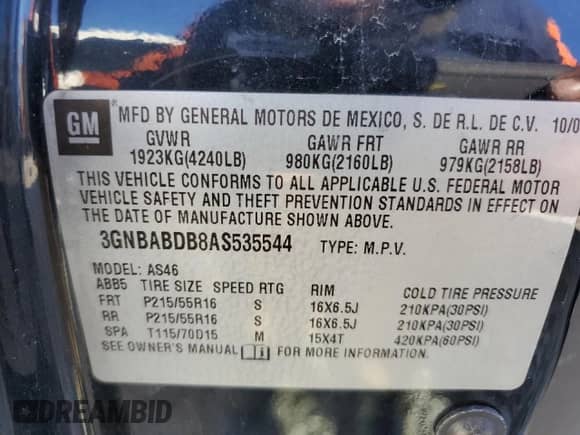 GM
MFD BY GENERAL MOTORS DE MEXICO, S. DE R.L. DE C.V. 10/0
GVWR GAWR FRT GAWR RR
1923KG(4240LB) 980KG(2160LB) 979KG(2158LB)
THIS VEHICLE CONFORMS TO ALL APPLICABLE U.S. FEDERAL MOTOR
VEHICLE SAFETY AND THEFT PREVENTION STANDARDS IN EFFECT ON
THE DATE OF MANUFACTURE SHOWN ABOVE.
3GNBABDB8AS535544 TYPE: M.P.V.
MODEL: AS46
ABB5 TIRE SIZE SPEED RTG RIM COLD TIRE PRESSURE
FRT P215/55R16 S 16X6.5J 210KPA(30PSI)
RR P215/55R16 S 16X6.5J 210KPA(30PSI)
SPA T115/70D15 M 15X4T 420KPA(60PSI)
SEE OWNER'S MANUAL FOR MORE INFORMATION.
DREAMBID